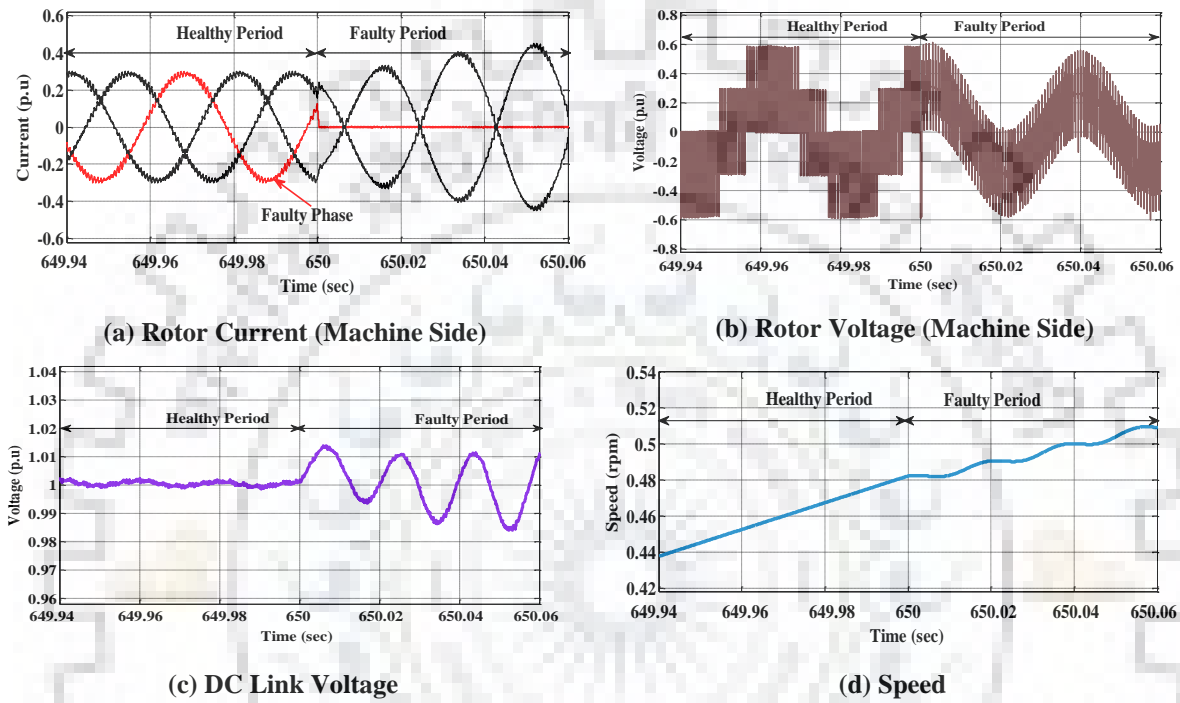 0.6
0.4
0.2
0
-0.2
-0.4
-0.6
Current (p.u)
Healthy Period
Faulty Period
Faulty Phase
649.94
649.96
649.98
650
650.02
650.04
650.06
Time (sec)
(a) Rotor Current (Machine Side)
0.8
0.6
0.4
0.2
0
-0.2
-0.4
-0.6
-0.8
Voltage (p.u)
Healthy Period
Faulty Period
649.94
649.96
649.98
650
650.02
650.04
650.06
Time (sec)
(b) Rotor Voltage (Machine Side)
1.04
1.03
1.02
1.01
1
0.99
0.98
0.97
0.96
Voltage (p.u)
Healthy Period
Faulty Period
649.94
649.96
649.98
650
650.02
650.04
650.06
Time (sec)
(c) DC Link Voltage
0.54
0.52
0.5
0.48
0.46
0.44
0.42
Speed (rpm)
Healthy Period
Faulty Period
649.94
649.96
649.98
650
650.02
650.04
650.06
Time (sec)
(d) Speed